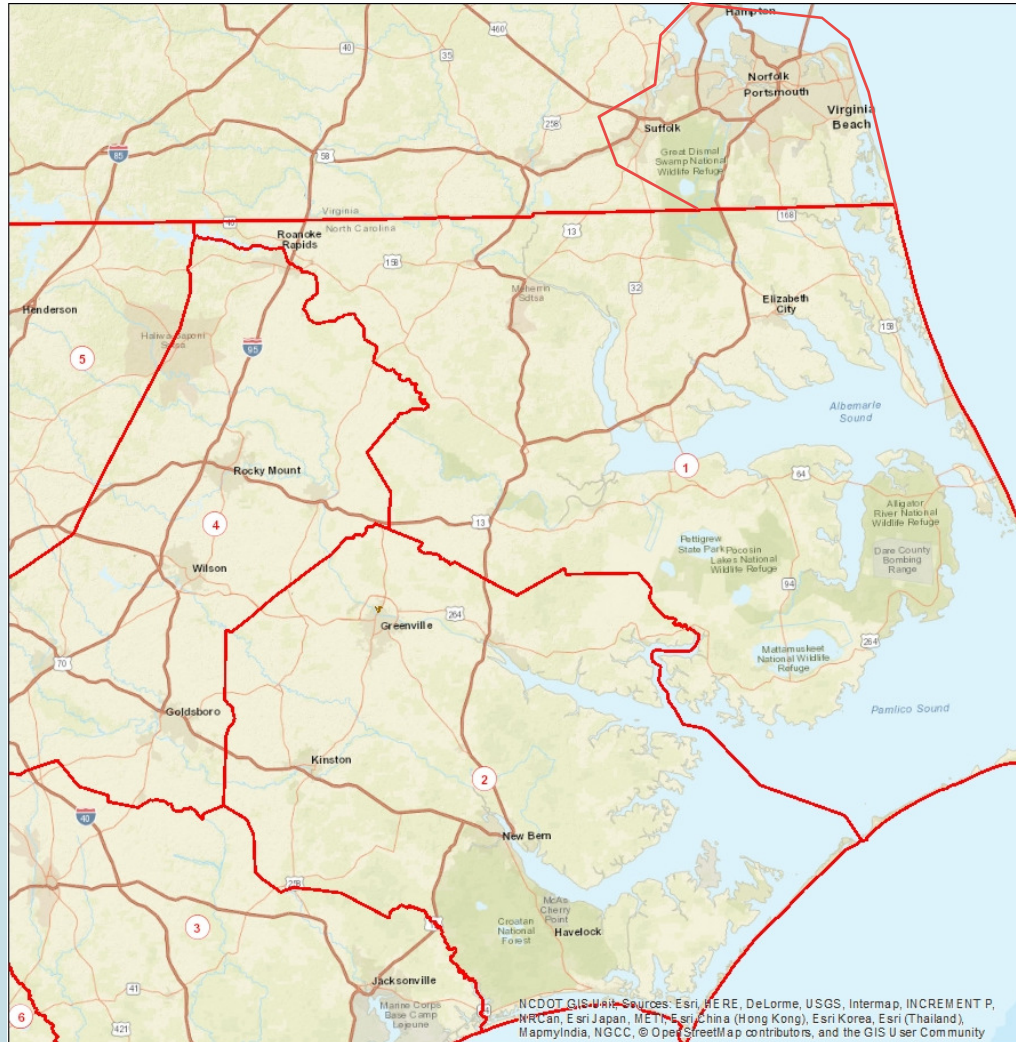 Hampton
460
40
35
Norfolk
Portsmouth
Virginia
Beach
258
Suffolk
85
58
Great Dismal
Swamp National
Wildlife Refuge
Virginia
North Carolina
168
Roanoke
Rapids
13
158
32
Meherrin
Sdtsa
Elizabeth
City
Henderson
158
Haliwa-Saponi
Sdtsa
5
95
Albemarle
Sound
1
Rocky Mount
64
4
13
Alligator
River National
Wildlife Refuge
Pettigrew
State Park
Pocosin
Lakes National
Wildlife Refuge
Dare County
Bombing
Range
Wilson
94
264
Greenville
264
70
Mattamuskeet
National Wildlife
Refuge
Goldsboro
Pamlico Sound
Kinston
2
40
New Bern
258
McAs
Cherry
Point
Croatan
National
Forest
Havelock
3
Jacksonville
41
Marine Corps
Base Camp
Lejeune
6
421
NCDOT GIS Unit, Sources: Esri, HERE, DeLorme, USGS, Intermap, INCREMENT P,
NRCan, Esri Japan, METI, Esri China (Hong Kong), Esri Korea, Esri (Thailand),
MapmyIndia, NGCC, © OpenStreetMap contributors, and the GIS User Community